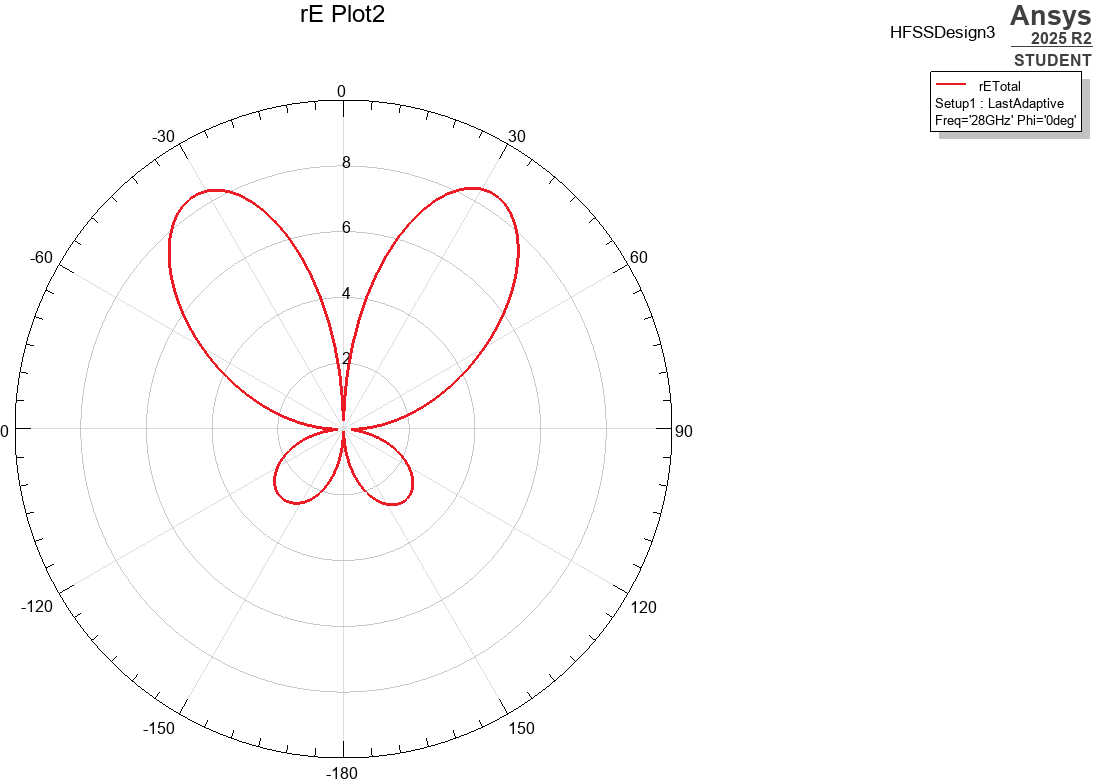 rE Plot2
HFSSDesign3
Ansys
2025 R2
STUDENT
rETotal
Setup1 : LastAdaptive
Freq='28GHz' Phi='0deg'
0
-30
30
8
6
-60
60
4
2
0
90
-120
120
-150
150
-180